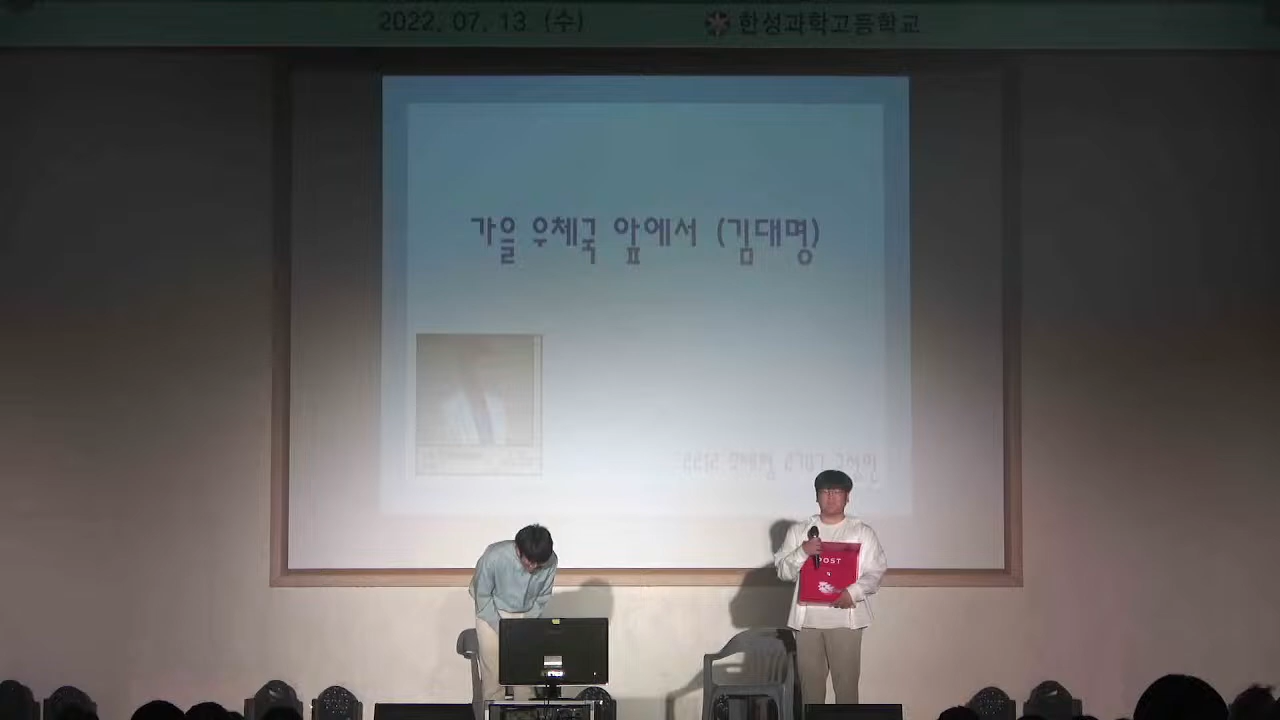 2022. 07. 13. (수) 한성과학고등학교
가을 우체국 앞에서 (김대명)
POST